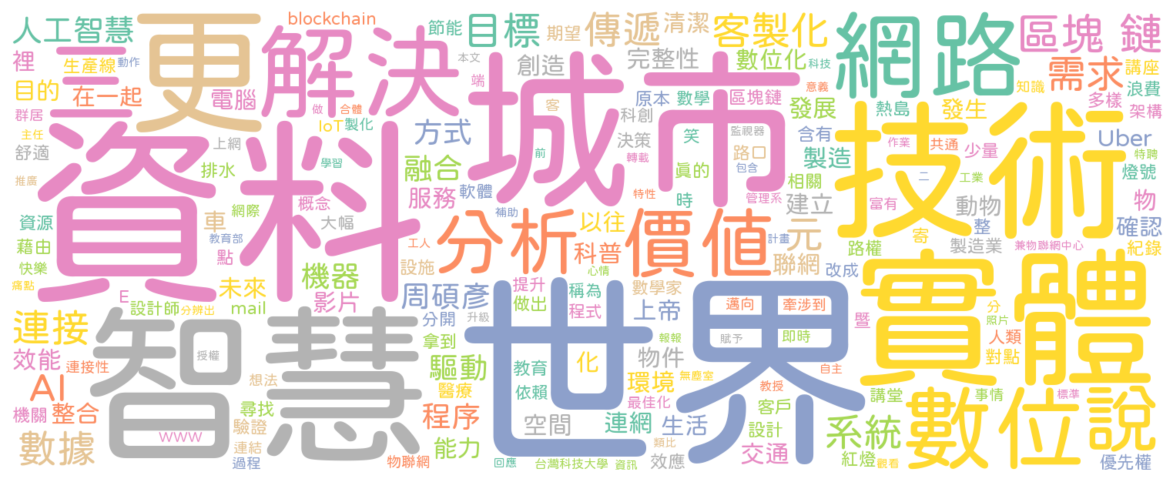 人工智慧
二
更
解決
blockchain
節能
目標
期望
傳遞
清潔
客製化
網路
區塊 鏈
裡
生產線
動作
本文
端
創造
完整性
數位化
科技
需求
講座
目的
在一起
電腦
城市
原本
數學
區塊鏈
意義
發展
熱島
發生
知識
多樣
浪費
架構
群居
做
合體
IoT
製化
方式
客
科創
笑
監視器
含有
技術
作業
共通
少量
Uber
主任
上網
資料
決策
轉載
真的
路口
製造
特聘
舒適
排水
學習
融合
前
包含
相關
二
工業
燈號
推廣
服務
軟體
特性
時
管理系
建立
富有
動物
物
資源
車
網際
概念
大幅
分析
補助
以往
價值
元
寄
整
確認
藉由
教育部
點
工人
科普
計畫
聯網
路權
製造業
兼物聯網中心
紀錄
快樂
設施
心情
改成
痛點
未來
機器
提升
稱為
數學家
實體
E
設計師
分辨出
mail
影片
周碩彥
做出
程式
上帝
邁向
牽涉到
暨
分
照片
連接
智慧
分開
升級
世界
報報
賦予
即時
人類
效能
連接性
授權
拿到
化
物件
自主
對點
AI
想法
驅動
教育
無塵室
環境
教授
機關
整合
尋找
醫療
依賴
最佳化
客戶
講堂
事情
標準
數據
www
驗證
程序
空間
連網
生活
設計
系統
數位
說
連結
能力
類比
交通
過程
物聯網
回應
台灣科技大學
資訊
效應
紅燈
觀看
優先權